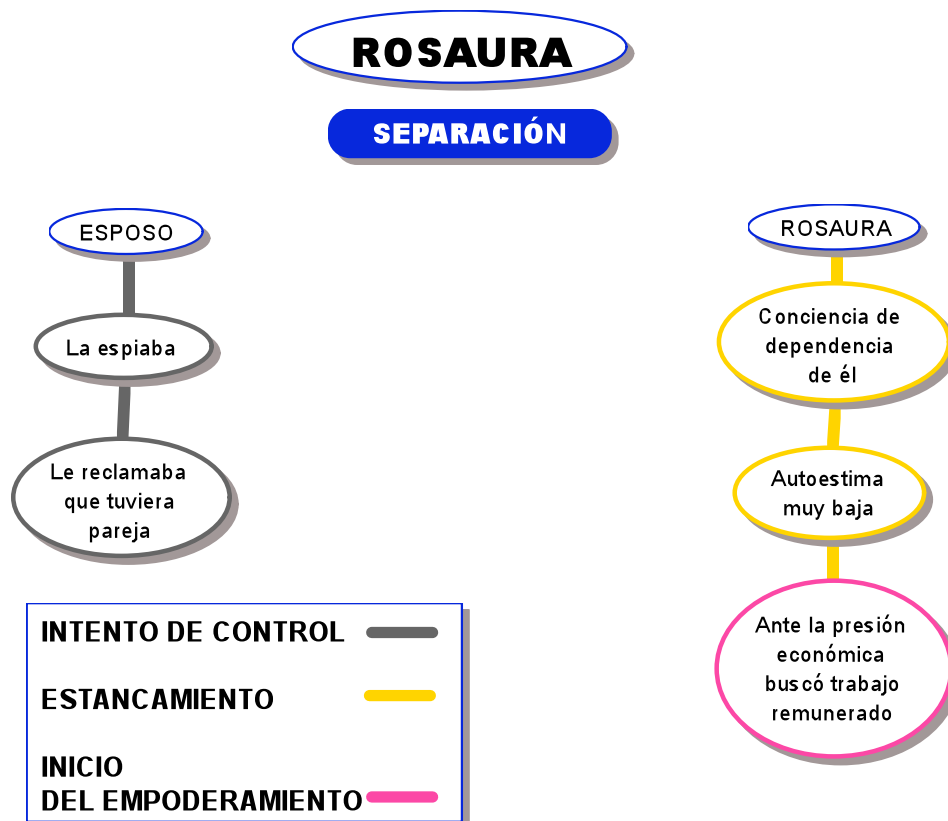 ROSAURA
SEPARACIÓN
ESPOSO
La espiaba
Le reclamaba
que tuviera
pareja
ROSAURA
Conciencia de
dependencia
de él
Autoestima
muy baja
Ante la presión
económica
buscó trabajo
remunerado
INTENTO DE CONTROL
ESTANCAMIENTO
INICIO
DEL EMPODERAMIENTO